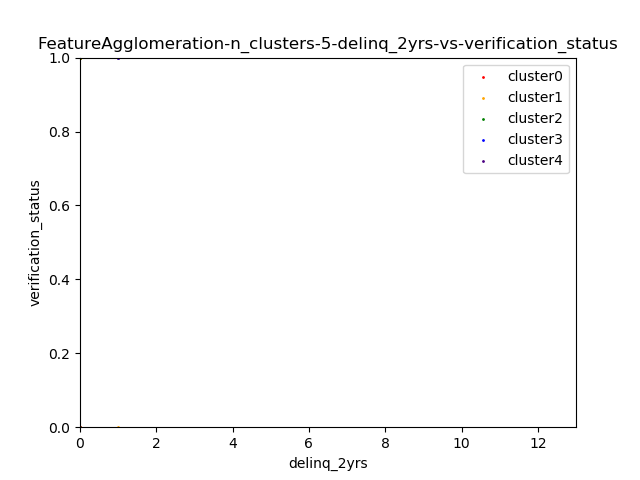 FeatureAgglomeration-n_clusters-5-delinq_2yrs-vs-verification_status
1.0
0.8
0.6
0.4
0.2
0.0
verification_status
cluster0
cluster1
cluster2
cluster3
cluster4
0 2 4 6 8 10 12
delinq_2yrs